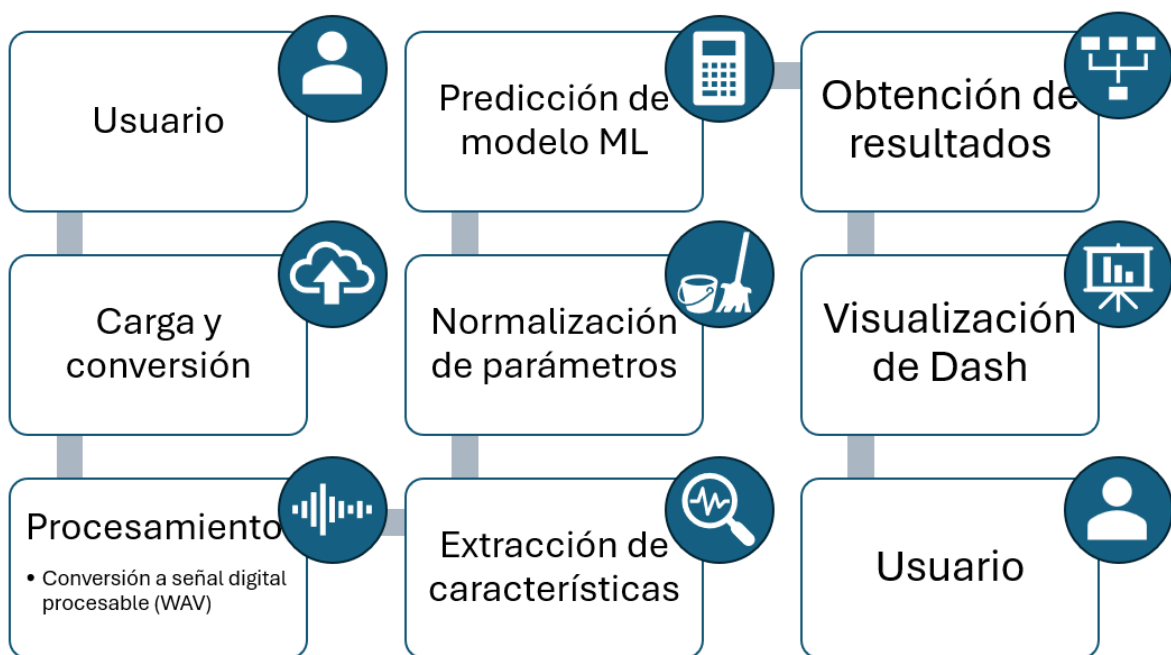 Usuario
Carga y
conversión
Procesamiento
• Conversión a señal digital
procesable (WAV)
Extracción de
características
Normalización
de parámetros
Predicción de
modelo ML
Obtención de
resultados
Visualización
de Dash
Usuario